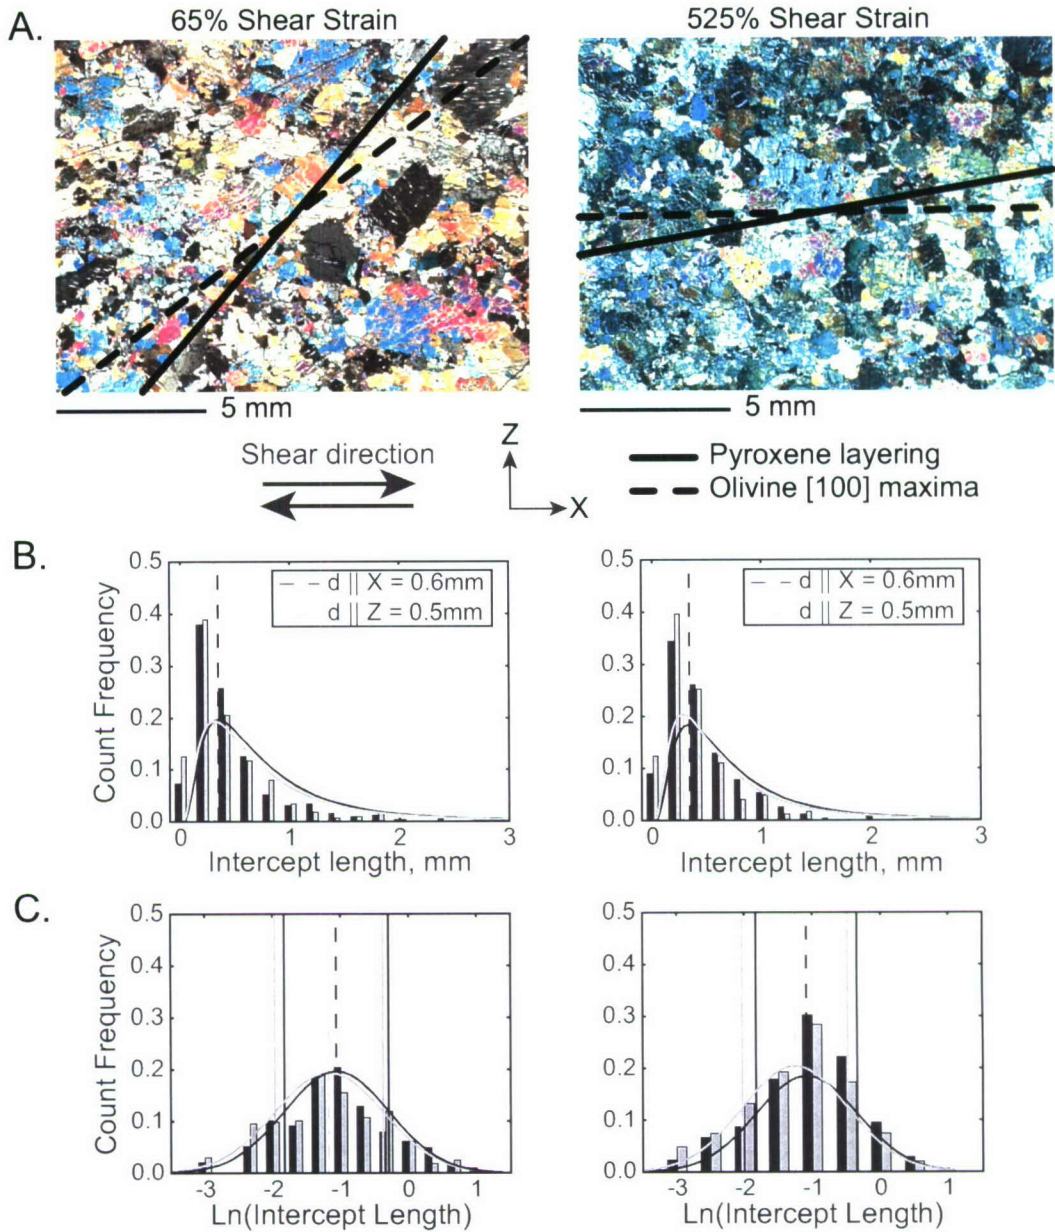 A.
65% Shear Strain
525% Shear Strain
5 mm
5 mm
Shear direction
Z
X
Pyroxene layering
Olivine [100] maxima
B.
Count Frequency
0.5
0.4
0.3
0.2
0.1
0.0
d || X = 0.6mm
d || Z = 0.5mm
0
1
2
3
Intercept length, mm
0.5
0.4
0.3
0.2
0.1
0.0
d || X = 0.6mm
d || Z = 0.5mm
0
1
2
3
Intercept length, mm
C.
Count Frequency
0.5
0.4
0.3
0.2
0.1
0.0
-3
-2
-1
0
1
Ln(Intercept Length)
0.5
0.4
0.3
0.2
0.1
0.0
-3
-2
-1
0
1
Ln(Intercept Length)